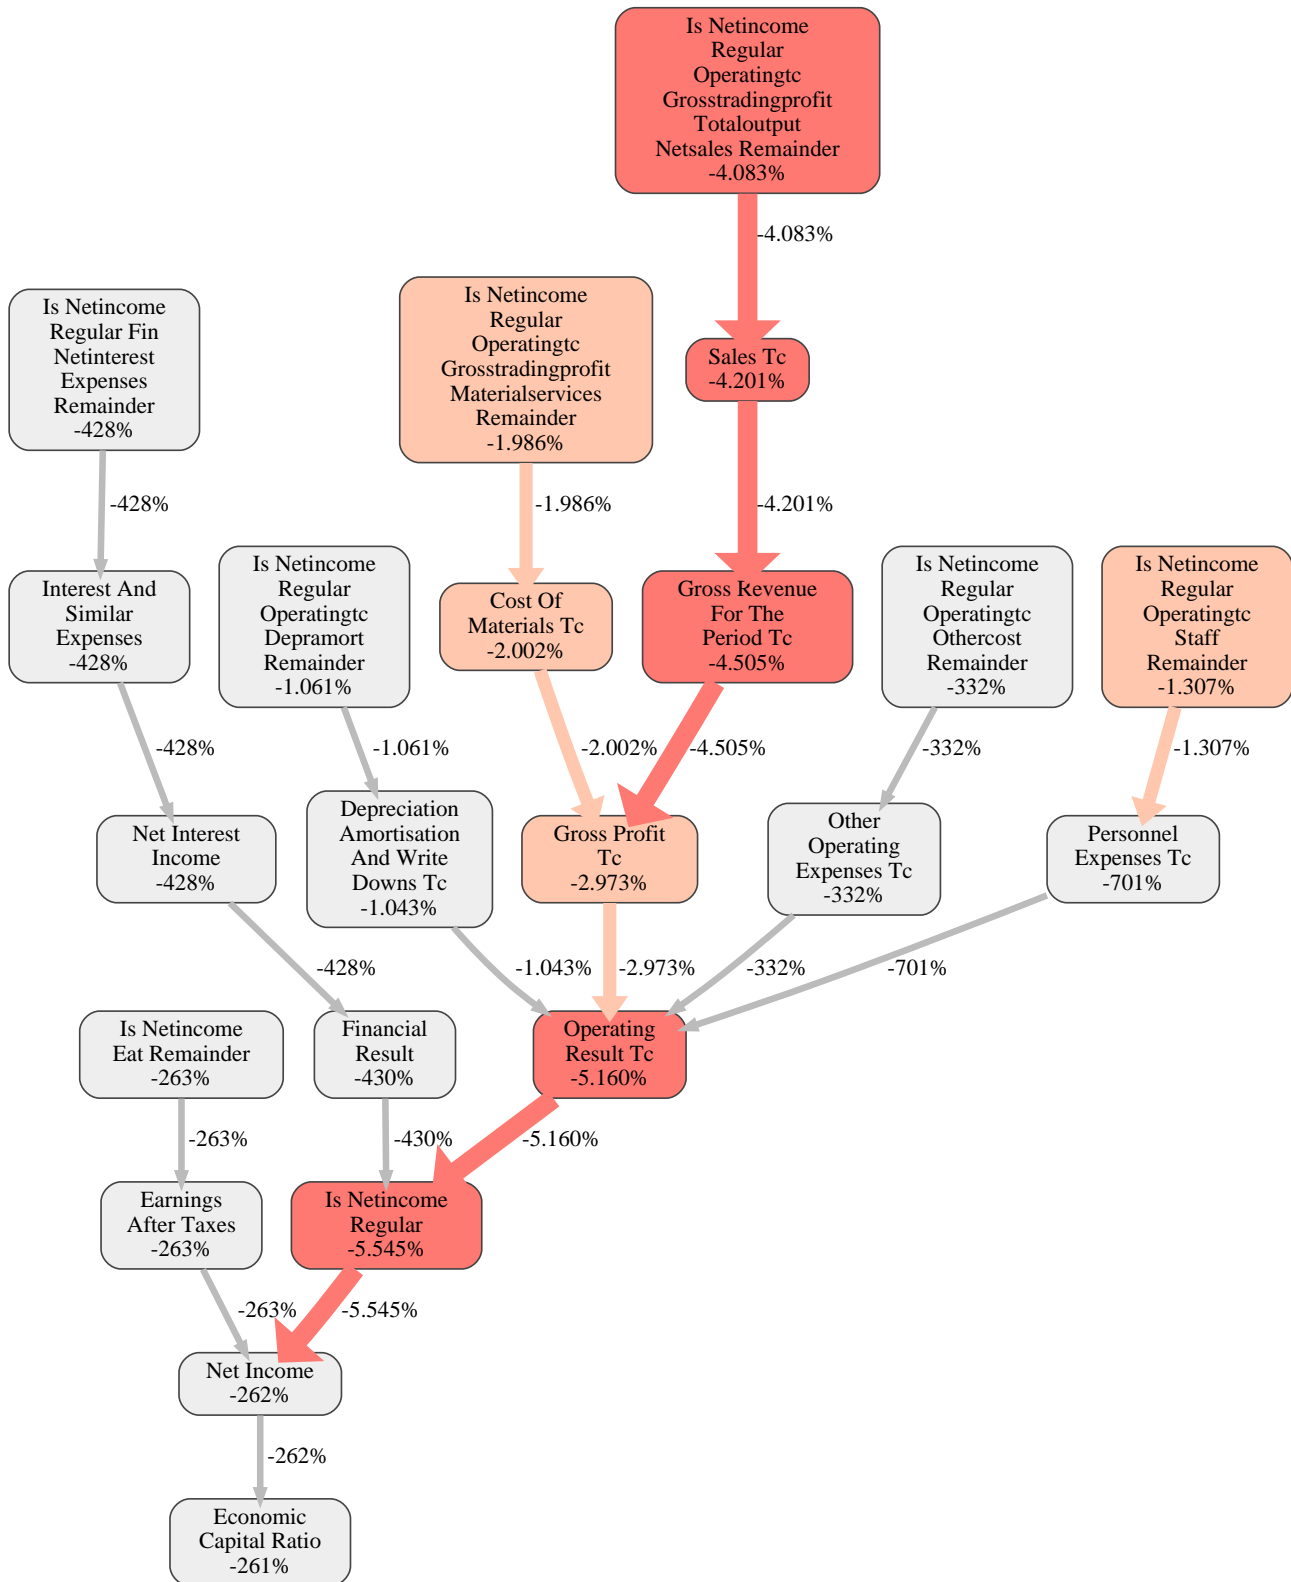 Is Netincome
Regular
Operatingtc
Grosstradingprofit
Totaloutput
Netsales Remainder
-4.083%
-4.083%
Is Netincome
Regular Fin
Netinterest
Expenses
Remainder
-428%
Is Netincome
Regular
Operatingtc
Grosstradingprofit
Materialservices
Remainder
-1.986%
Sales Tc
-4.201%
-428%
-1.986%
-4.201%
Interest And
Similar
Expenses
-428%
Is Netincome
Regular
Operatingtc
Depramort
Remainder
-1.061%
Cost Of
Materials Tc
-2.002%
Gross Revenue
For The
Period Tc
-4.505%
Is Netincome
Regular
Operatingtc
Othercost
Remainder
-332%
Is Netincome
Regular
Operatingtc
Staff
Remainder
-1.307%
-428%
-1.061%
-2.002%
-4.505%
-332%
-1.307%
Net Interest
Income
-428%
Depreciation
Amortisation
And Write
Downs Tc
-1.043%
Gross Profit
Tc
-2.973%
Other
Operating
Expenses Tc
-332%
Personnel
Expenses Tc
-701%
-428%
-1.043%
-2.973%
-332%
-701%
Is Netincome
Eat Remainder
-263%
Financial
Result
-430%
Operating
Result Tc
-5.160%
-263%
-430%
-5.160%
Earnings
After Taxes
-263%
Is Netincome
Regular
-5.545%
-263%
-5.545%
Net Income
-262%
-262%
Economic
Capital Ratio
-261%